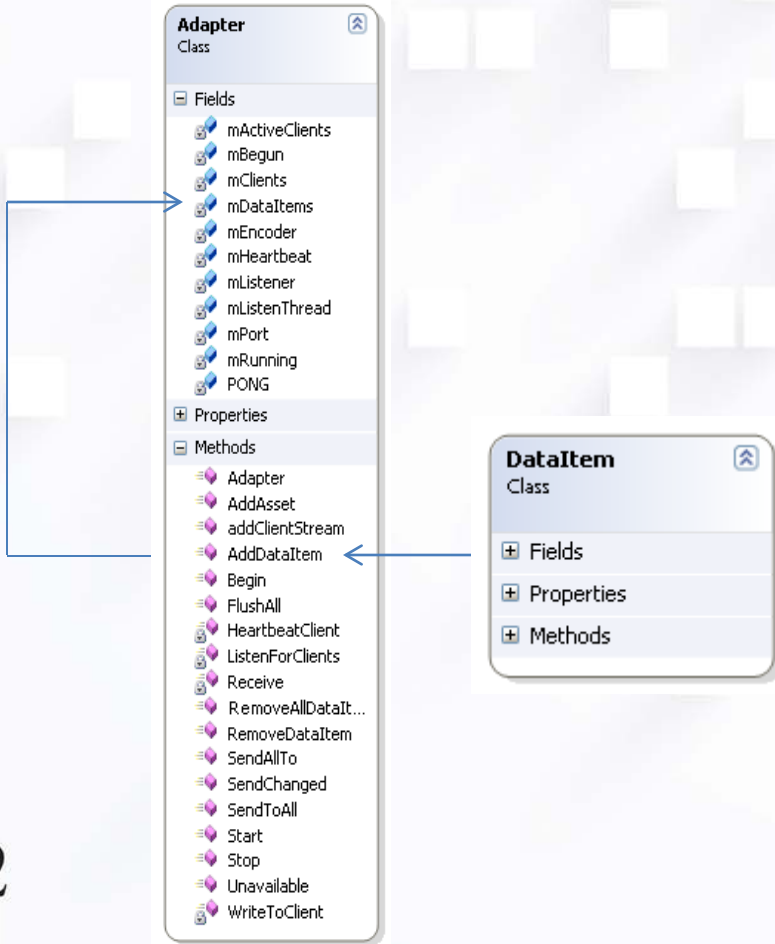 Adapter
Class
Fields
mActiveClients
mBegun
mClients
mDataItems
mEncoder
mHeartbeat
mListener
mListenThread
mPort
mRunning
PONG
Properties
Methods
Adapter
AddAsset
addClientStream
AddDataItem
Begin
FlushAll
HeartbeatClient
ListenForClients
Receive
RemoveAllDataIt...
RemoveDataItem
SendAllTo
SendChanged
SendToAll
Start
Stop
Unavailable
WriteToClient
DataItem
Class
Fields
Properties
Methods